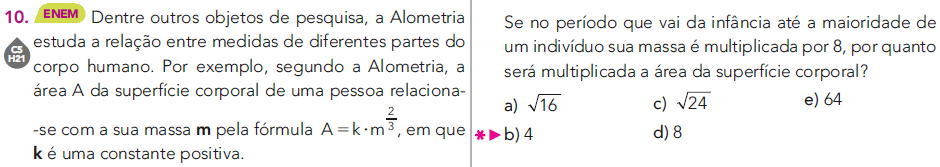 10. ENEM Dentre outros objetos de pesquisa, a Alometria
C5
H21
estuda a relação entre medidas de diferentes partes do
corpo humano. Por exemplo, segundo a Alometria, a
área A da superfície corporal de uma pessoa relaciona-
-se com a sua massa m pela fórmula A = k · m^(2/3), em que
k é uma constante positiva.
Se no período que vai da infância até a maioridade de
um indivíduo sua massa é multiplicada por 8, por quanto
será multiplicada a área da superfície corporal?
a) √16 c) √24 e) 64
* ▶ b) 4 d) 8